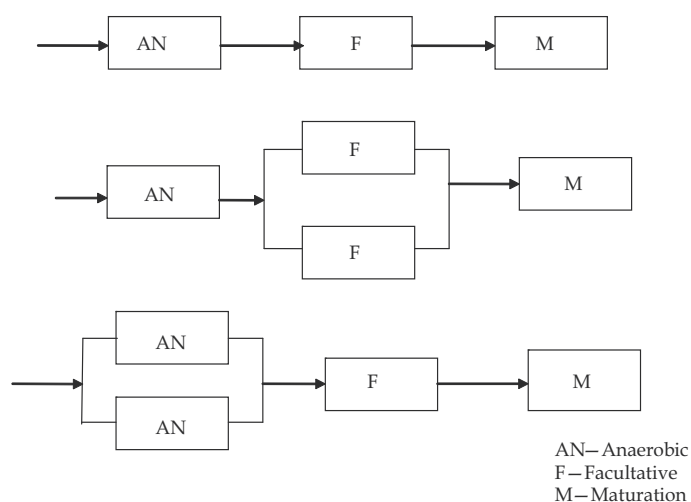 AN F M
F
AN M
F
AN
F M
AN
AN—Anaerobic
F—Facultative
M—Maturation